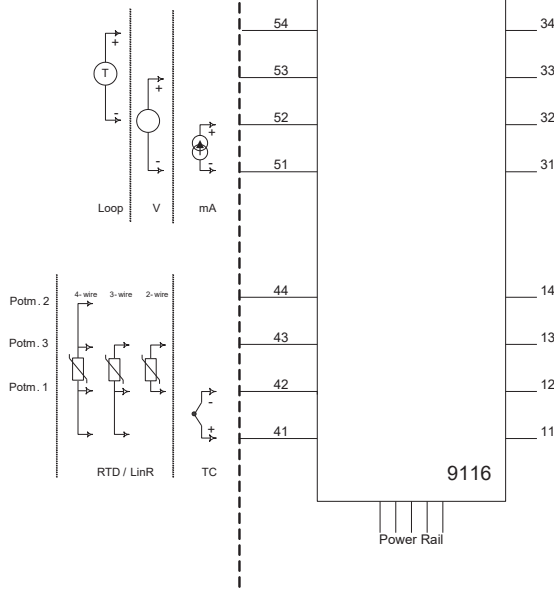 54
34
+
T
53
33
+
-
52
32
+
-
-
51
31
Loop
V
mA
44
14
4- wire
3- wire
2- wire
Potm. 2
Potm. 3
43
13
Potm. 1
42
12
-
+
41
11
RTD / LinR
TC
9116
Power Rail